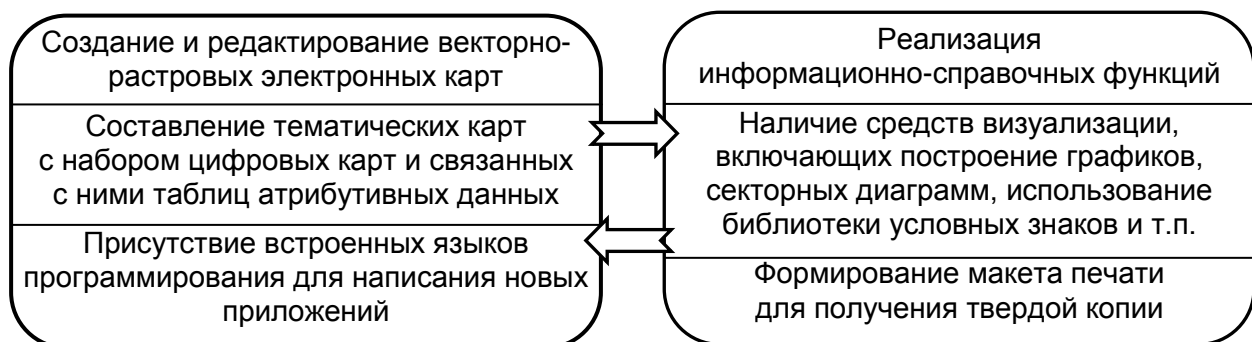 Создание и редактирование векторно-
растровых электронных карт
Составление тематических карт
с набором цифровых карт и связанных
с ними таблиц атрибутивных данных
Присутствие встроенных языков
программирования для написания новых
приложений
Реализация
информационно-справочных функций
Наличие средств визуализации,
включающих построение графиков,
секторных диаграмм, использование
библиотеки условных знаков и т.п.
Формирование макета печати
для получения твердой копии